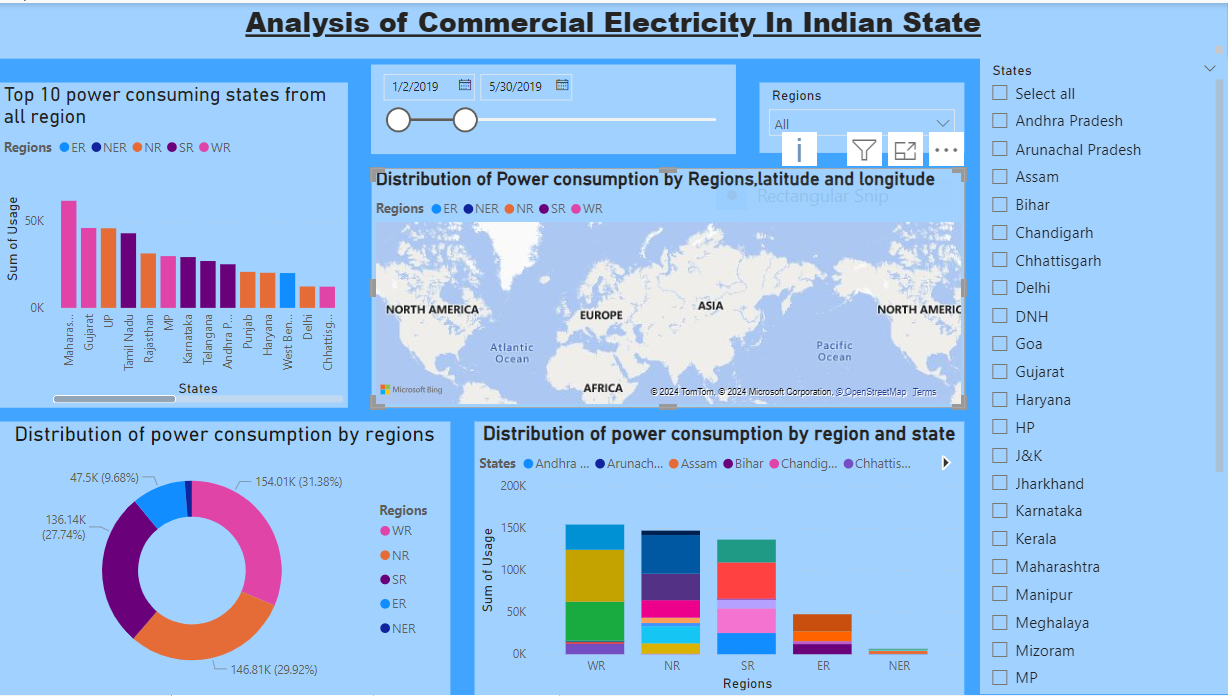 Analysis of Commercial Electricity In Indian State
Top 10 power consuming states from
all region
Regions ER NER NR SR WR
Sum of Usage
50K
0K
Maharas...
Gujarat
UP
Tamil Nadu
Rajasthan
MP
Karnataka
Telangana
Andhra P...
Punjab
Haryana
West Ben...
Delhi
Chhattisg...
States
1/2/2019 5/30/2019
Regions
All
Rectangular Snip
Distribution of Power consumption by Regions,latitude and longitude
Regions ER NER NR SR WR
NORTH AMERICA
EUROPE
ASIA
NORTH AMERIC
Atlantic
Ocean
Pacific
Ocean
AFRICA
Microsoft Bing
© 2024 TomTom, © 2024 Microsoft Corporation, © OpenStreetMap Terms
Distribution of power consumption by regions
47.5K (9.68%)
154.01K (31.38%)
136.14K
(27.74%)
146.81K (29.92%)
Regions
WR
NR
SR
ER
NER
Distribution of power consumption by region and state
States Andhra ... Arunach... Assam Bihar Chandig... Chhattis...
Sum of Usage
200K
150K
100K
50K
0K
WR NR SR ER NER
Regions
States
Select all
Andhra Pradesh
Arunachal Pradesh
Assam
Bihar
Chandigarh
Chhattisgarh
Delhi
DNH
Goa
Gujarat
Haryana
HP
J&K
Jharkhand
Karnataka
Kerala
Maharashtra
Manipur
Meghalaya
Mizoram
MP